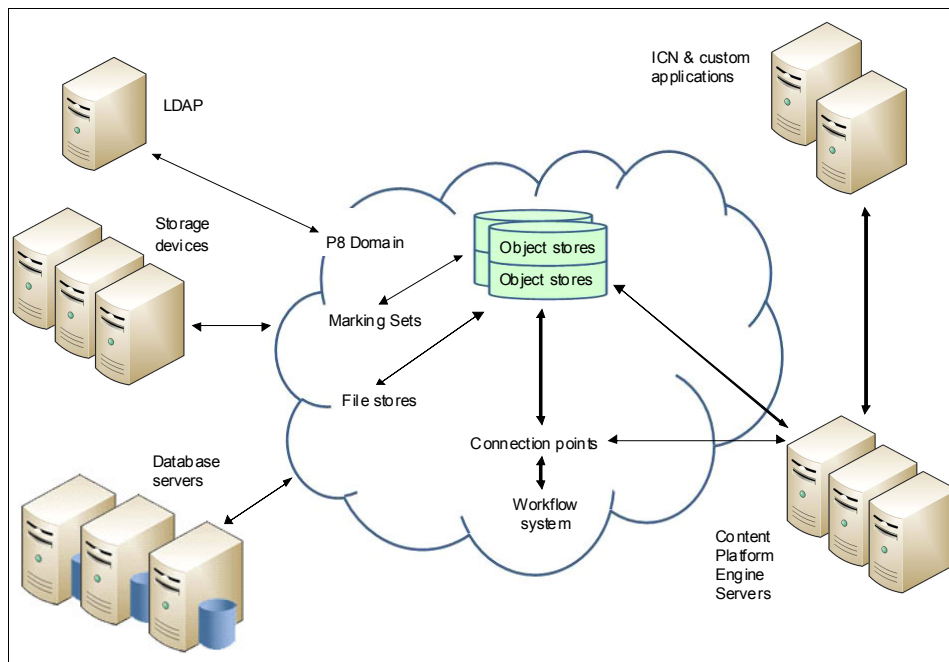 LDAP
ICN & custom
applications
Storage
devices
P8 Domain
Object stores
Object stores
Marking Sets
File stores
Connection points
Database
servers
Workflow
system
Content
Platform
Engine
Servers